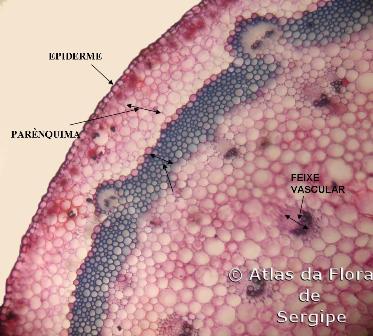 EPIDERME
PARÊNQUIMA
FEIXE
VASCULAR
© Atlas da Flora
de
Sergipe